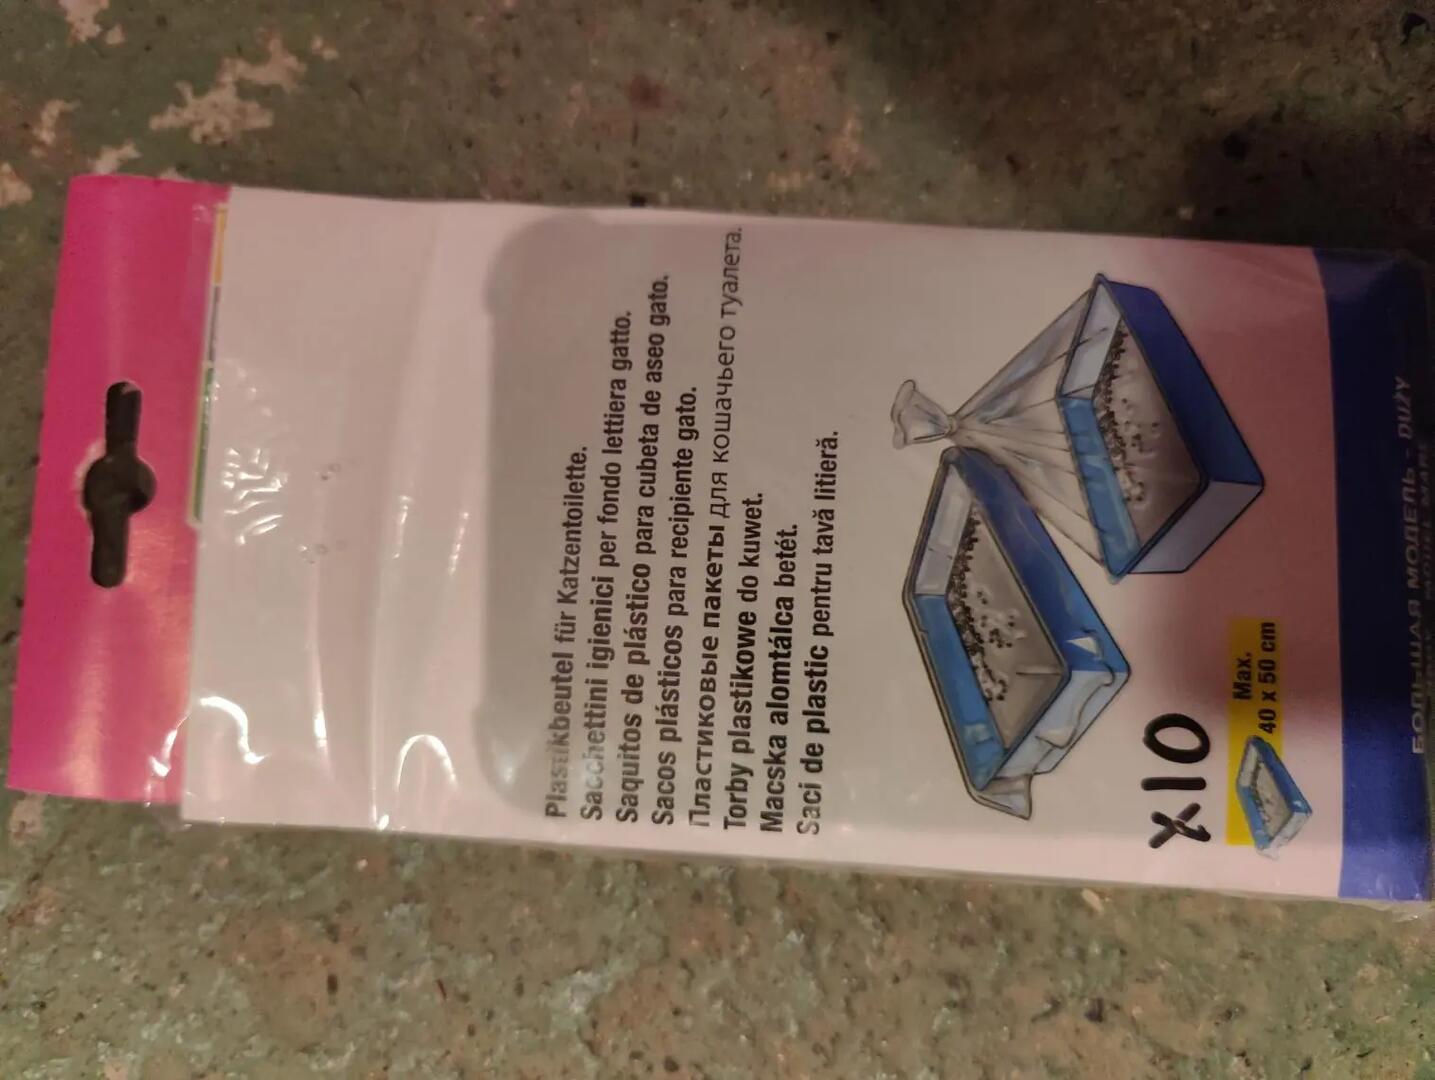 Plastikbeutel für Katzentoilette.
Sacchettini igienici per fondo lettiera gatto.
Saquitos de plástico para cubeta de aseo gato.
Sacos plásticos para recipiente gato.
Пластиковые пакеты для кошачьего туалета.
Torby plastikowe do kuwet.
Macska alomtálca betét.
Saci de plastic pentru tavă litieră.
X10
Max.
40 x 50 cm
БОЛЬШАЯ МОДЕЛЬ - DUŻY